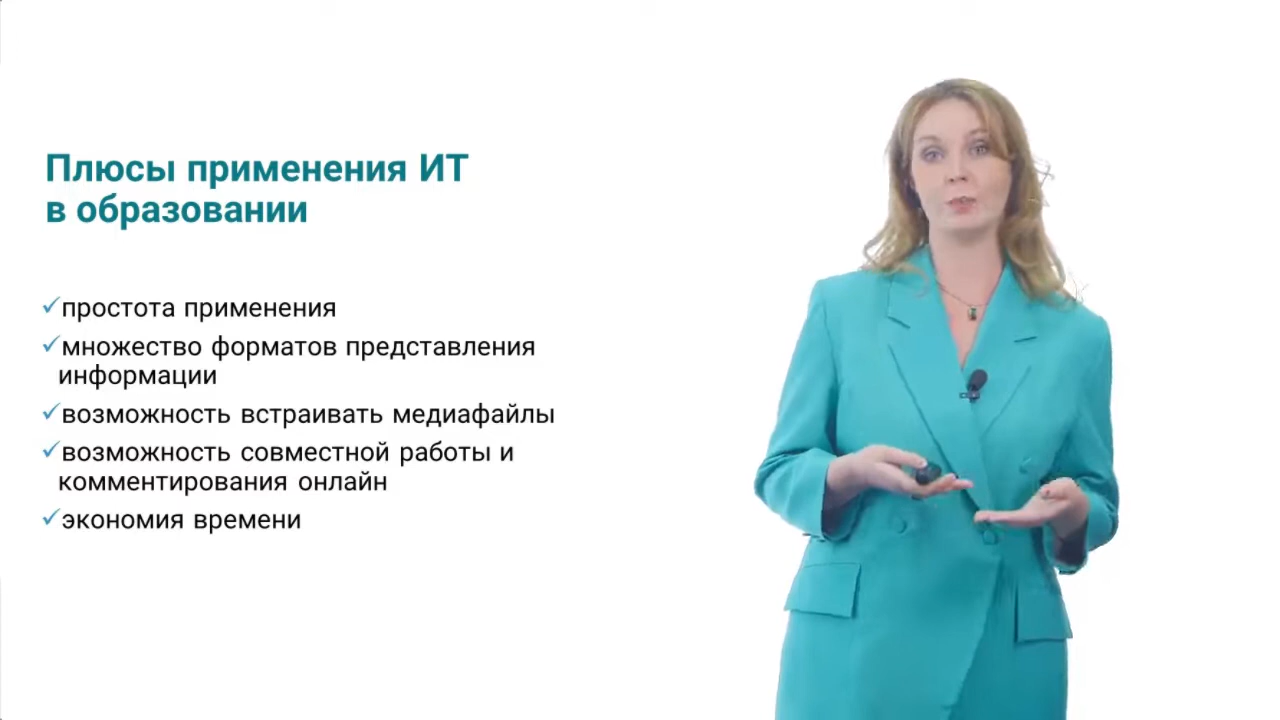 Плюсы применения ИТ
в образовании
✓простота применения
✓множество форматов представления
информации
✓возможность встраивать медиафайлы
✓возможность совместной работы и
комментирования онлайн
✓экономия времени